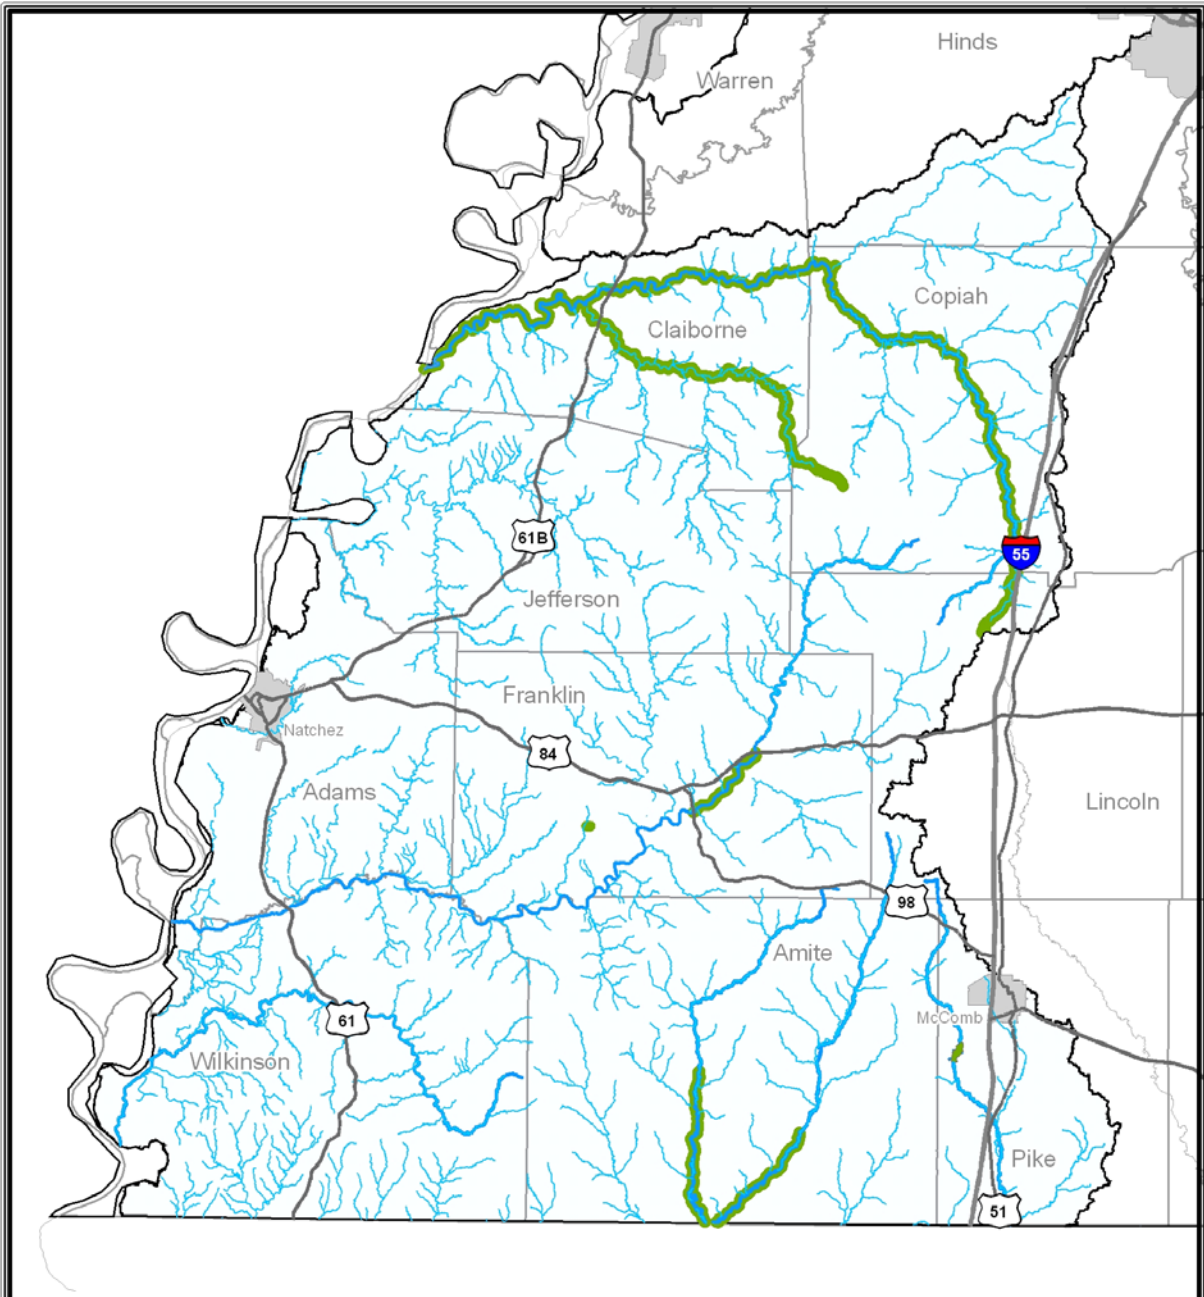 Hinds
Warren
Copiah
Claiborne
61B
55
Jefferson
Franklin
Natchez
84
Adams
Lincoln
98
Amite
McComb
61
Wilkinson
Pike
51